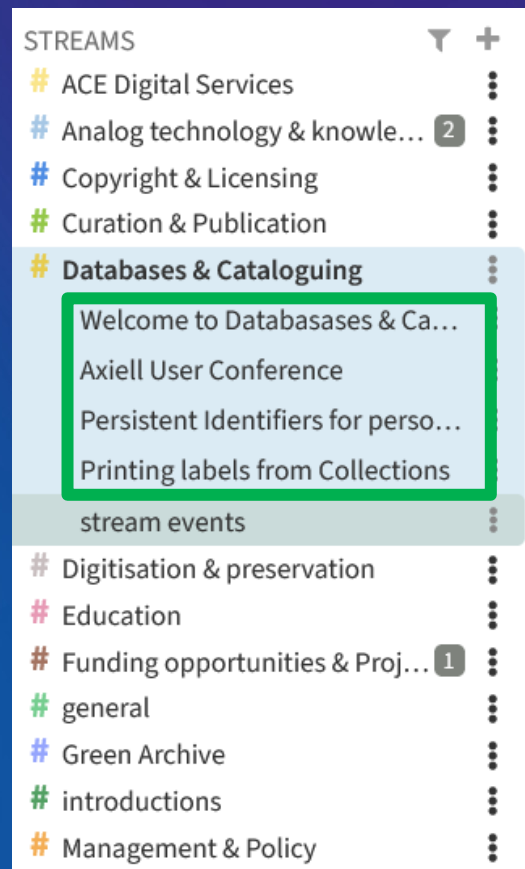 STREAMS
# ACE Digital Services
# Analog technology & knowle... 2
# Copyright & Licensing
# Curation & Publication
# Databases & Cataloguing
Welcome to Databasases & Ca...
Axiell User Conference
Persistent Identifiers for perso...
Printing labels from Collections
stream events
# Digitisation & preservation
# Education
# Funding opportunities & Proj... 1
# general
# Green Archive
# introductions
# Management & Policy